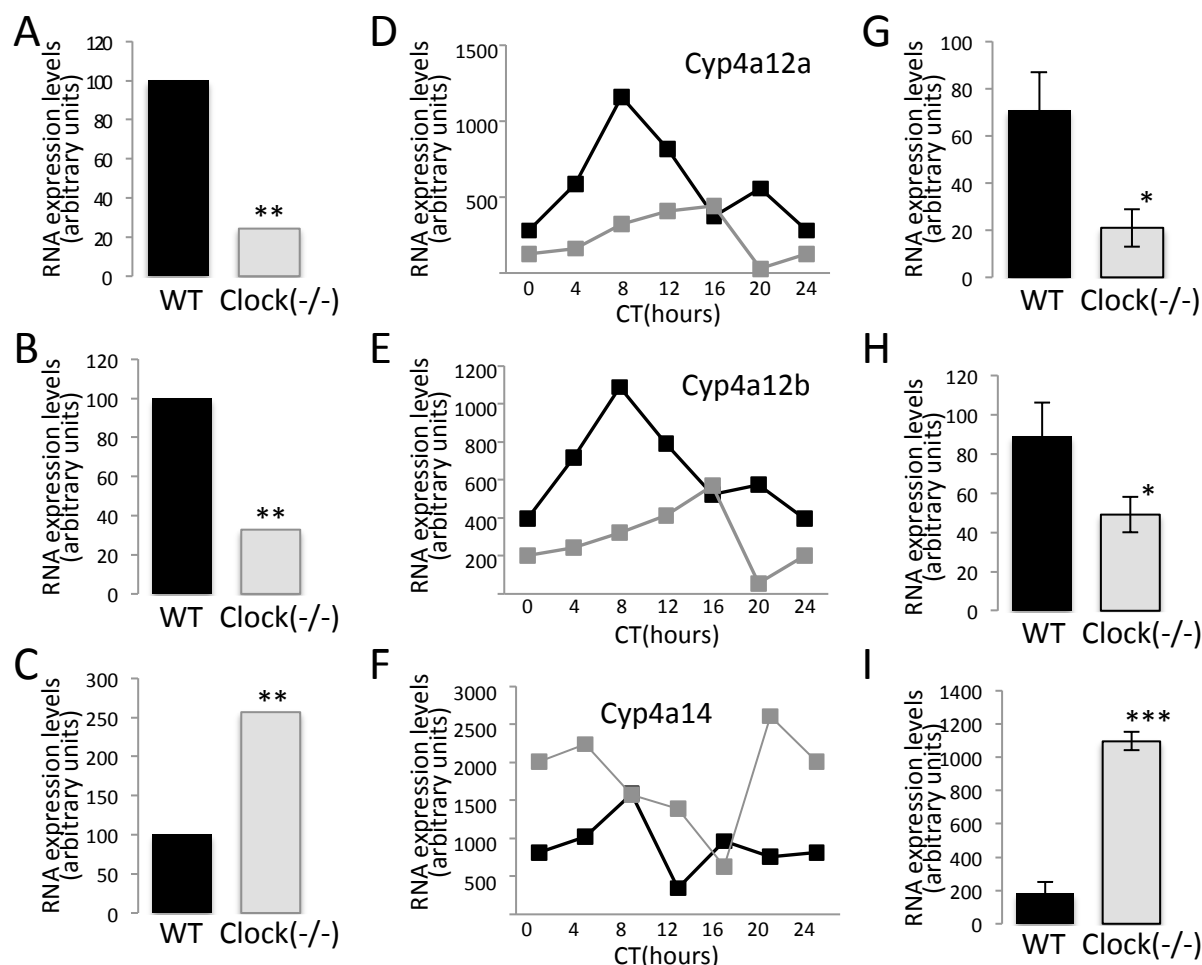 A
RNA expression levels
(arbitrary units)
120
100
80
60
40
20
0
**
WT Clock(-/-)
D
RNA expression levels
(arbitrary units)
1500
1000
500
Cyp4a12a
0 4 8 12 16 20 24
CT(hours)
G
RNA expression levels
(arbitrary units)
100
80
60
40
20
0
*
WT Clock(-/-)
B
RNA expression levels
(arbitrary units)
120
100
80
60
40
20
0
**
WT Clock(-/-)
E
RNA expression levels
(arbitrary units)
1200
1000
800
600
400
200
Cyp4a12b
0 4 8 12 16 20 24
CT(hours)
H
RNA expression levels
(arbitrary units)
120
100
80
60
40
20
0
*
WT Clock(-/-)
C
RNA expression levels
(arbitrary units)
300
250
200
150
100
50
0
**
WT Clock(-/-)
F
RNA expression levels
(arbitrary units)
3000
2500
2000
1500
1000
500
Cyp4a14
0 4 8 12 16 20 24
CT(hours)
I
RNA expression levels
(arbitrary units)
1400
1200
1000
800
600
400
200
0
***
WT Clock(-/-)